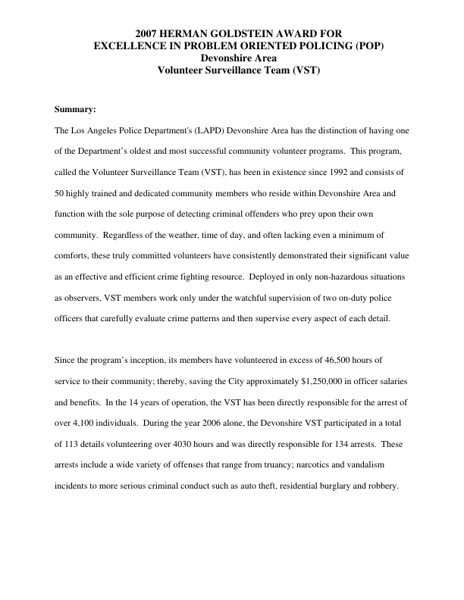 2007 HERMAN GOLDSTEIN AWARD FOR
EXCELLENCE IN PROBLEM ORIENTED POLICING (POP)
Devonshire Area
Volunteer Surveillance Team (VST)
Summary:
The Los Angeles Police Department's (LAPD) Devonshire Area has the distinction of having one
of the Department's oldest and most successful community volunteer programs.  This program,
called the Volunteer Surveillance Team (VST), has been in existence since 1992 and consists of
50 highly trained and dedicated community members who reside within Devonshire Area and
function with the sole purpose of detecting criminal offenders who prey upon their own
community.  Regardless of the weather, time of day, and often lacking even a minimum of
comforts, these truly committed volunteers have consistently demonstrated their significant value
as an effective and efficient crime fighting resource.  Deployed in only non-hazardous situations
as observers, VST members work only under the watchful supervision of two on-duty police
officers that carefully evaluate crime patterns and then supervise every aspect of each detail.
Since the program's inception, its members have volunteered in excess of 46,500 hours of
service to their community; thereby, saving the City approximately $1,250,000 in officer salaries
and benefits.  In the 14 years of operation, the VST has been directly responsible for the arrest of
over 4,100 individuals.  During the year 2006 alone, the Devonshire VST participated in a total
of 113 details volunteering over 4030 hours and was directly responsible for 134 arrests.  These
arrests include a wide variety of offenses that range from truancy; narcotics and vandalism
incidents to more serious criminal conduct such as auto theft, residential burglary and robbery.